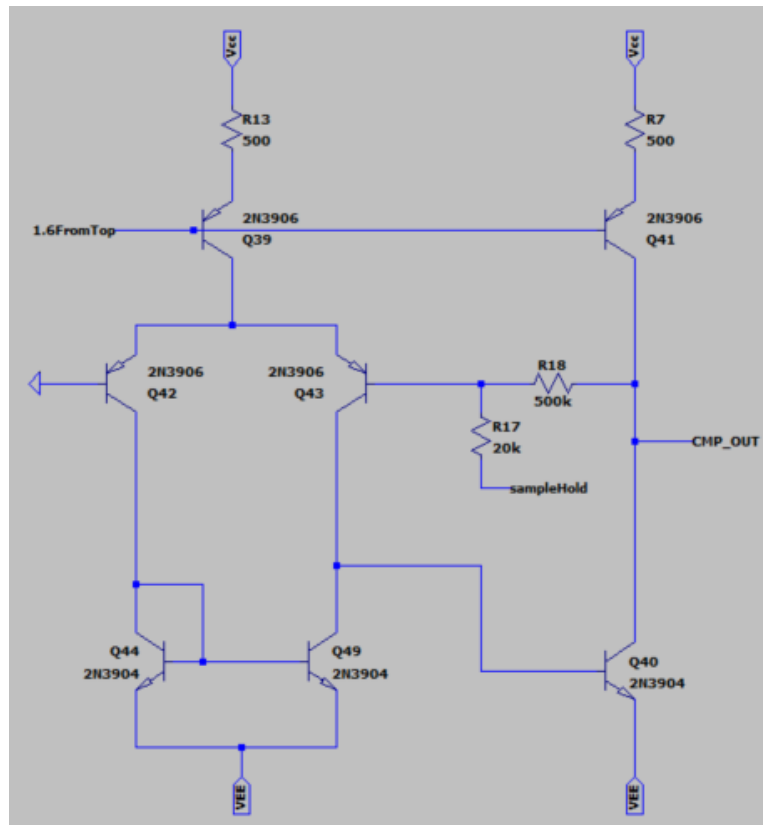 Vcc
Vcc
R13
500
R7
500
1.6FromTop
2N3906
Q39
2N3906
Q41
2N3906
Q42
2N3906
Q43
R18
500k
R17
20k
CMP_OUT
sampleHold
Q44
2N3904
Q49
2N3904
Q40
2N3904
VEE
VEE